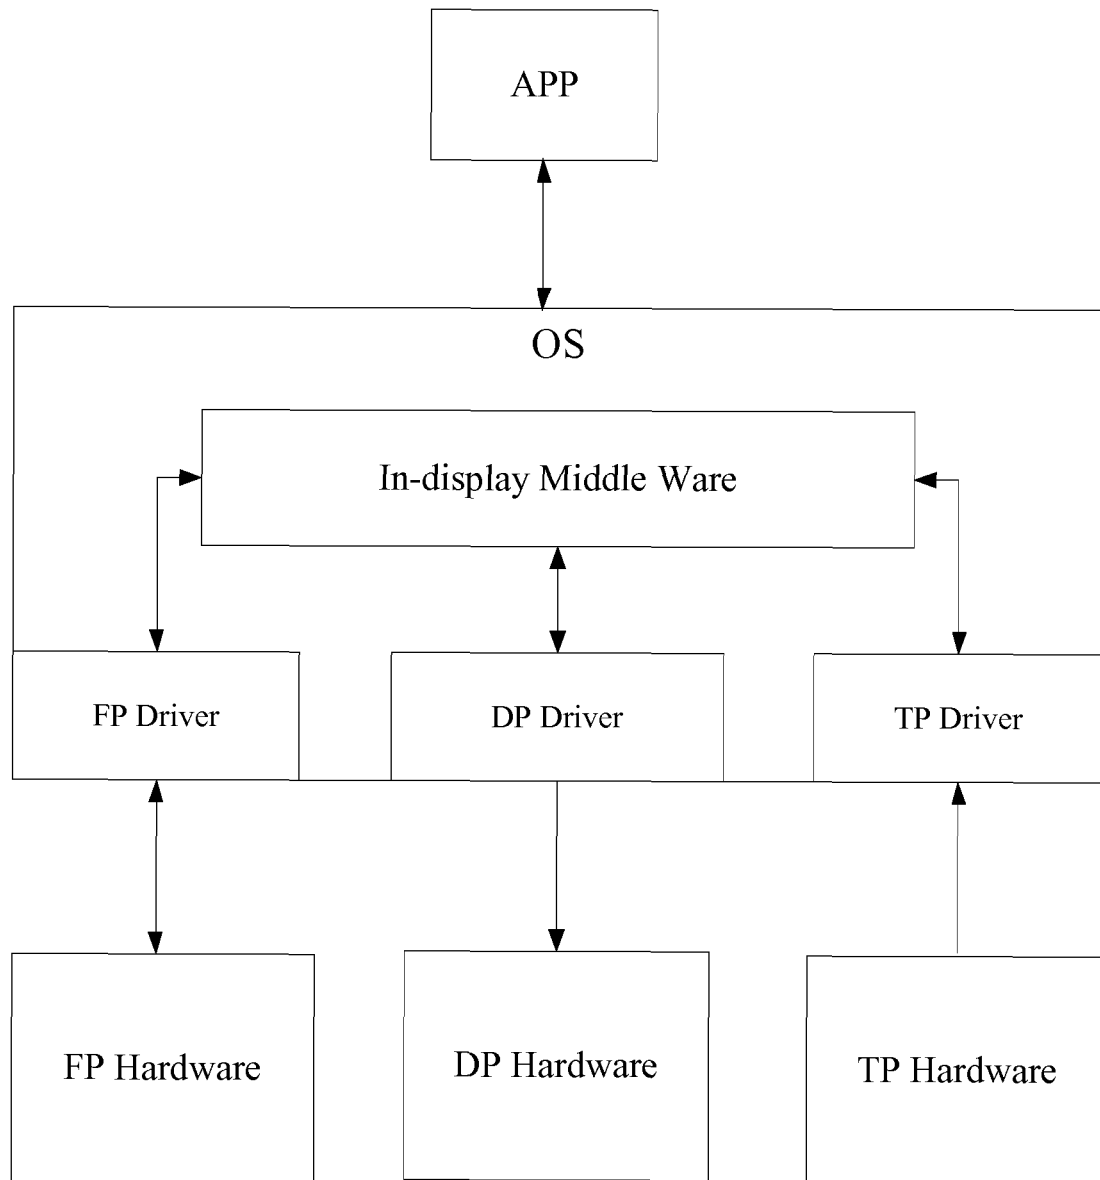 APP
OS
In-display Middle Ware
FP Driver
DP Driver
TP Driver
FP Hardware
DP Hardware
TP Hardware